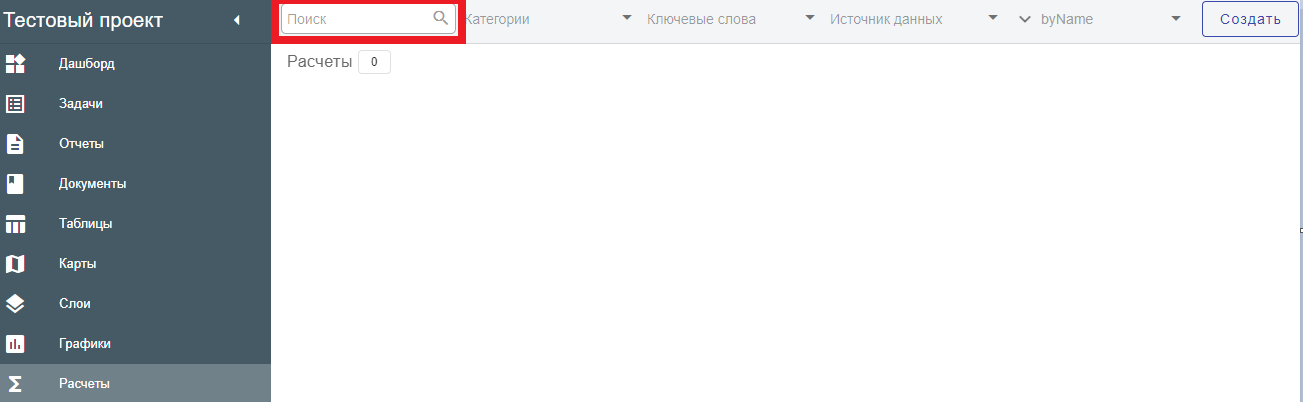 Тестовый проект
Поиск
Категории
Ключевые слова
Источник данных
byName
Создать
Расчеты 0
Дашборд
Задачи
Отчеты
Документы
Таблицы
Карты
Слои
Графики
Расчеты